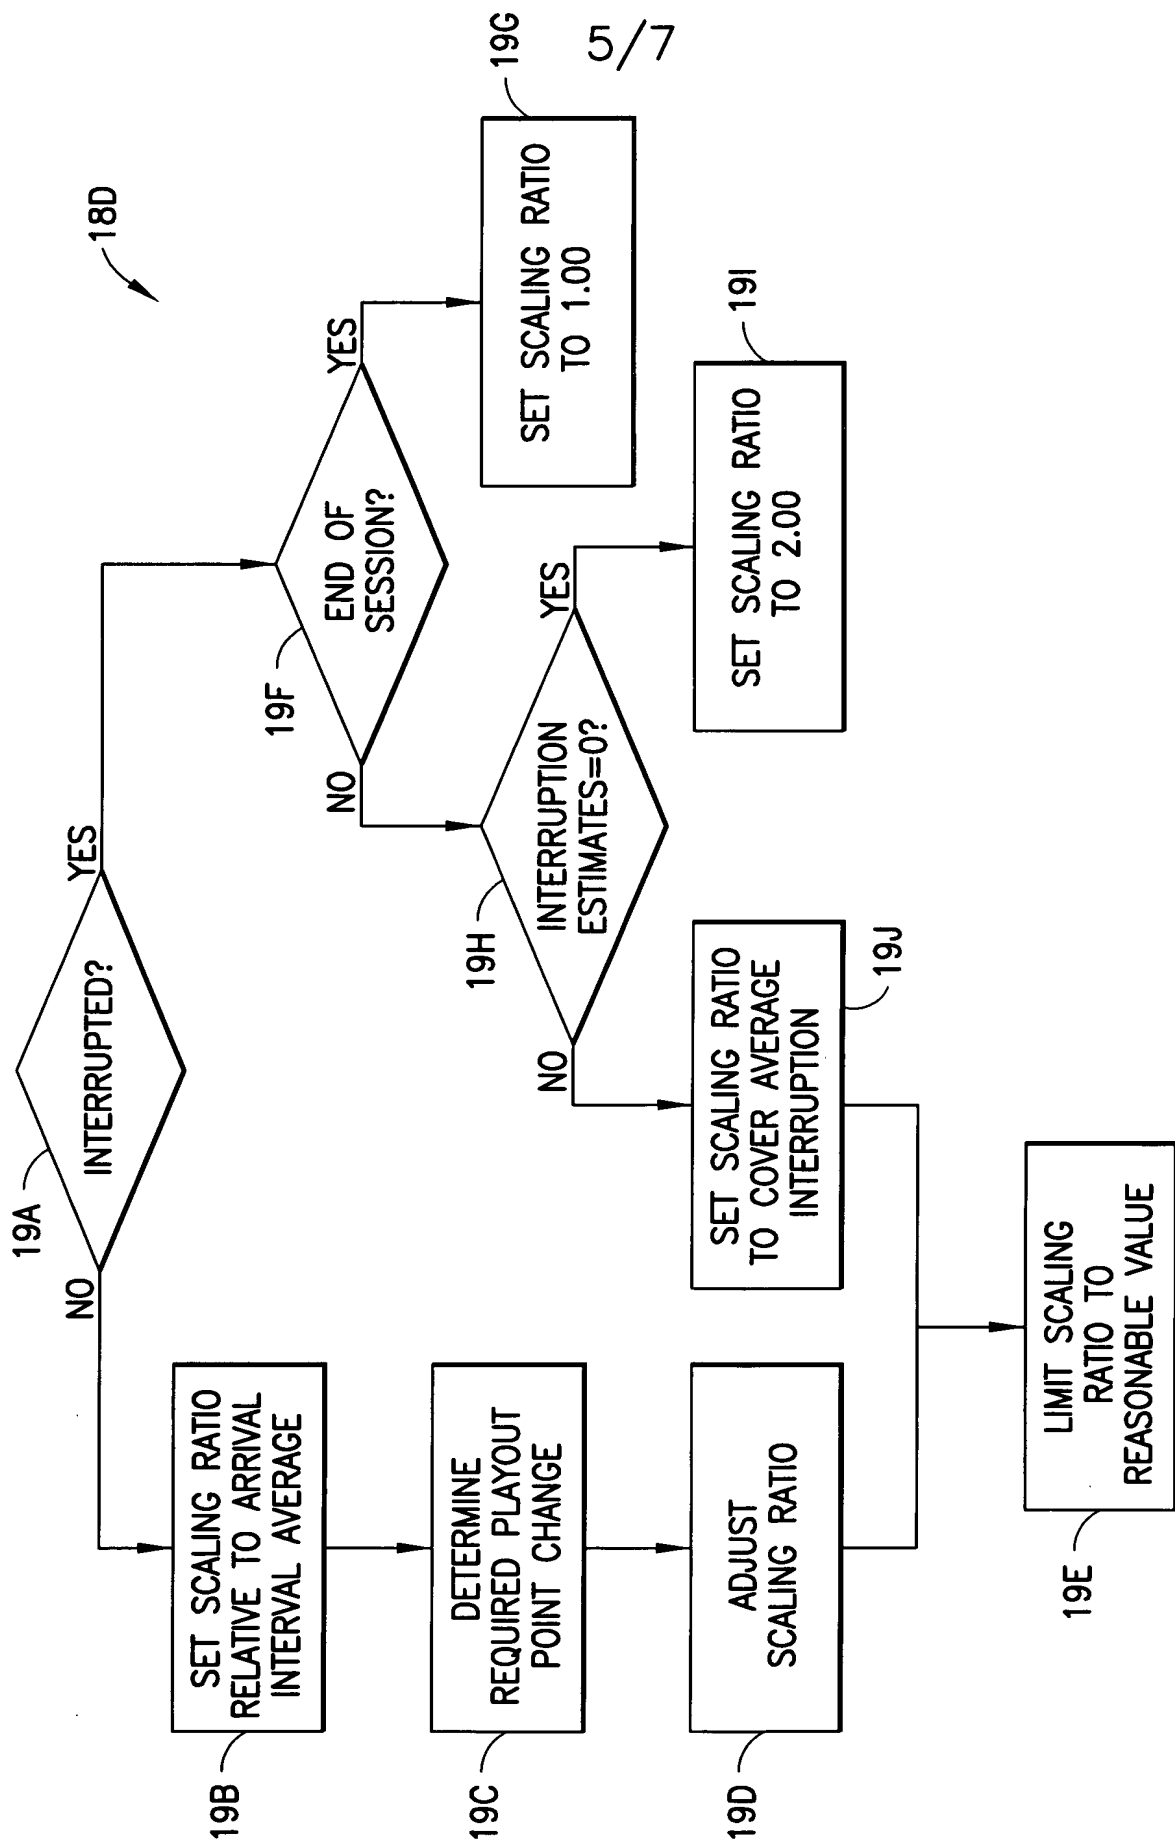 5/7
18D
19A
INTERRUPTED?
NO
YES
19B
SET SCALING RATIO
RELATIVE TO ARRIVAL
INTERVAL AVERAGE
19F
END OF
SESSION?
NO
YES
19C
DETERMINE
REQUIRED PLAYOUT
POINT CHANGE
19H
INTERRUPTION
ESTIMATES=0?
NO
YES
19G
SET SCALING RATIO
TO 1.00
19D
ADJUST
SCALING RATIO
19J
SET SCALING RATIO
TO COVER AVERAGE
INTERRUPTION
19I
SET SCALING RATIO
TO 2.00
19E
LIMIT SCALING
RATIO TO
REASONABLE VALUE